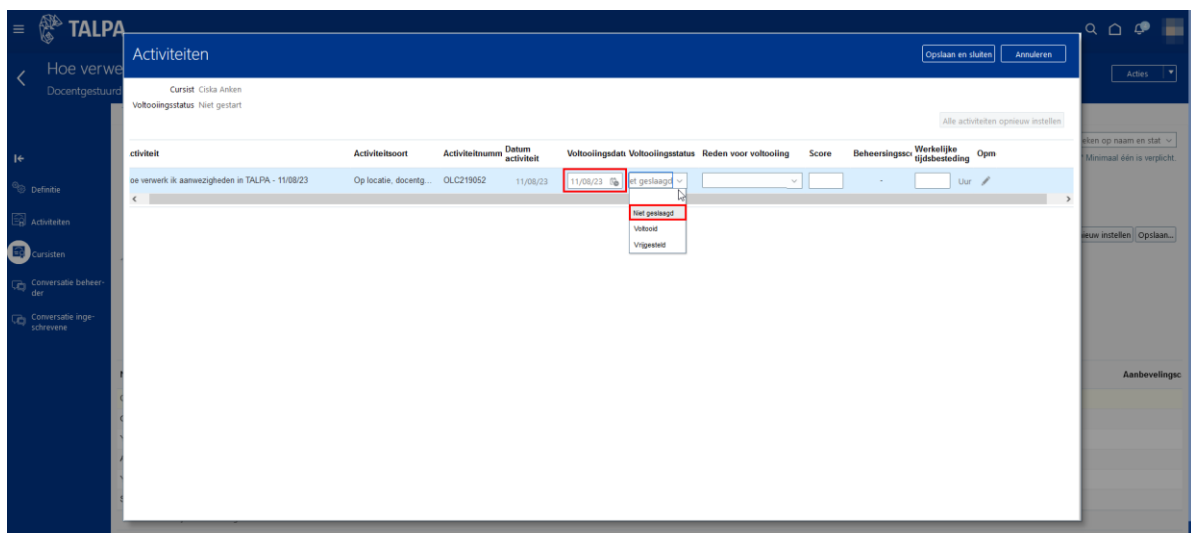 TALPA
Hoe verwe
Docentgestuurd
Acties
Activiteiten
Opslaan en sluiten
Annuleren
Cursist Ciska Anken
Voltooiingsstatus Niet gestart
Alle activiteiten opnieuw instellen
eken op naam en stat
* Minimaal één is verplicht.
Definitie
Activiteiten
Cursisten
Conversatie beheer-
der
Conversatie inge-
schrevene
ctiviteit Activiteitsoort Activiteitnumm Datum activiteit Voltooiingsdatu Voltooiingsstatus Reden voor voltooiing Score Beheersingssco Werkelijke tijdsbesteding Opm
oe verwerk ik aanwezigheden in TALPA - 11/08/23 Op locatie, docentg... OLC219052 11/08/23 11/08/23 et geslaagd - Uur
Niet geslaagd
Voltooid
Vrijgesteld
ieuw instellen Opslaan...
Aanbevelingsc